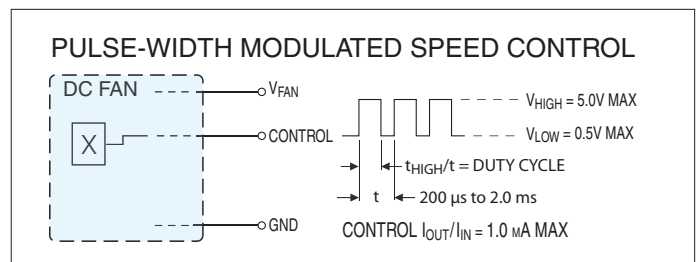 PULSE-WIDTH MODULATED SPEED CONTROL
DC FAN
VFAN
X
CONTROL
VHIGH = 5.0V MAX
VLOW = 0.5V MAX
tHIGH/t = DUTY CYCLE
t 200 µs to 2.0 ms
GND
CONTROL IOUT/IIN = 1.0 MA MAX